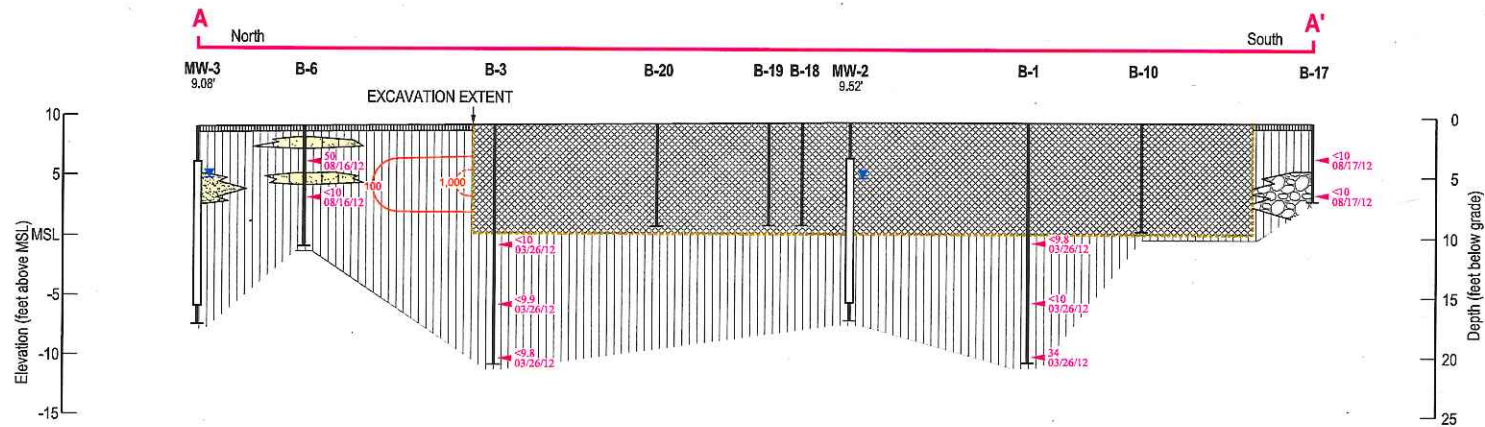 A
A'
North
South
MW-3
B-6
B-3
B-20
B-19
B-18
MW-2
B-1
B-10
B-17
9.08'
9.52'
EXCAVATION EXTENT
10
5
MSL
-5
-10
-15
Elevation (feet above MSL)
50
08/16/12
<10
08/16/12
100
1,000
<10
03/26/12
<9.9
03/26/12
<9.8
03/26/12
<9.8
03/26/12
<10
03/26/12
34
03/26/12
<10
08/17/12
<10
08/17/12
0
5
10
15
20
25
Depth (feet below grade)